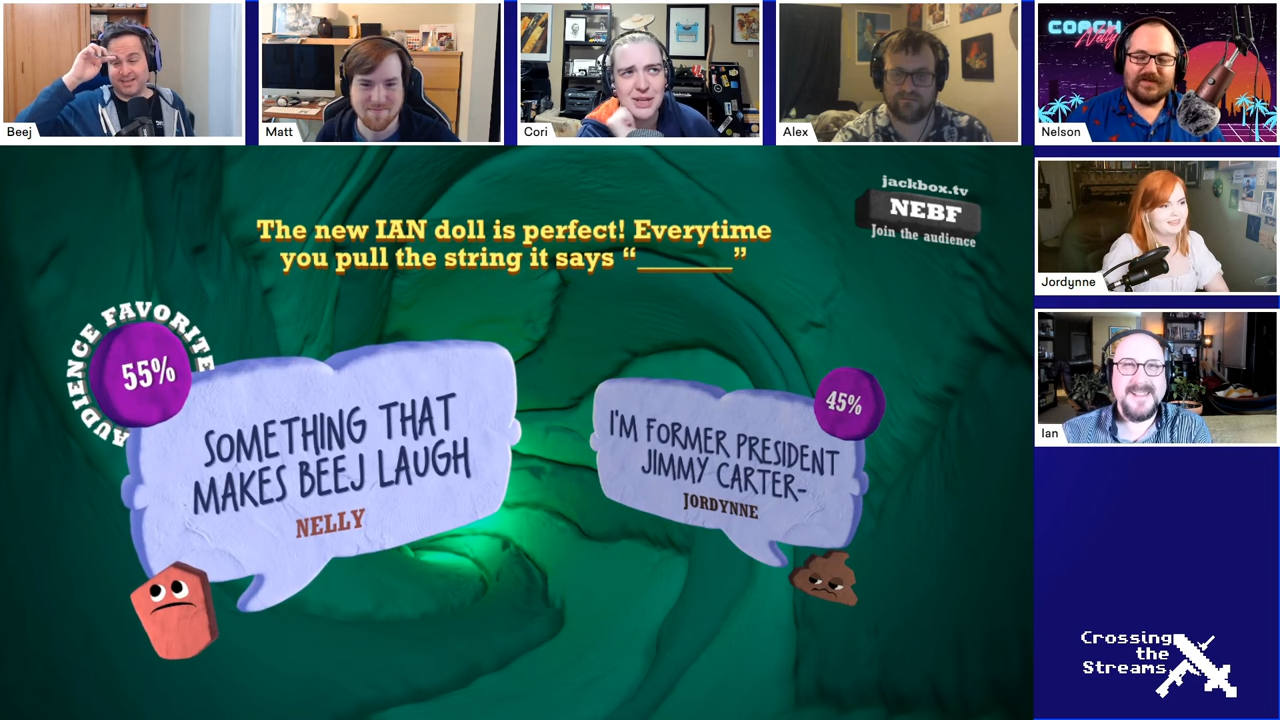 Beej
Matt
Cori
Alex
COACH
Nelly
Nelson
jackbox.tv
NEBF
Join the audience
The new IAN doll is perfect! Everytime
you pull the string it says “________”
Jordynne
AUDIENCE FAVORITE
55%
SOMETHING THAT
MAKES BEEJ LAUGH
NELLY
45%
I'M FORMER PRESIDENT
JIMMY CARTER-
JORDYNNE
Ian
Crossing
the
Streams